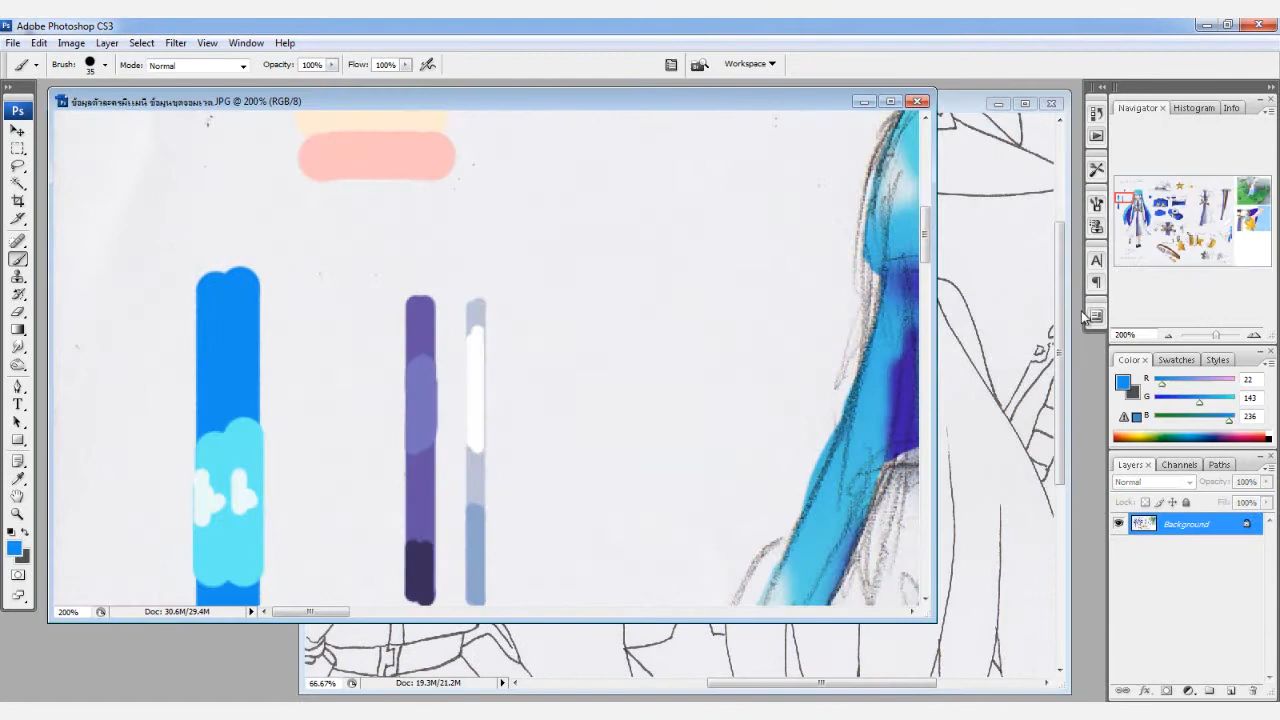 Ps Adobe Photoshop CS3
File Edit Image Layer Select Filter View Window Help
Brush: 35 Mode: Normal Opacity: 100% Flow: 100% Workspace
Ps
.JPG @ 200% (RGB/8)
Navigator Histogram Info
200%
Color Swatches Styles
R 22
G 143
B 236
Layers Channels Paths
Normal Opacity: 100%
Lock: Fill: 100%
Background
200% Doc: 30.6M/29.4M
66.67% Doc: 19.3M/21.2M